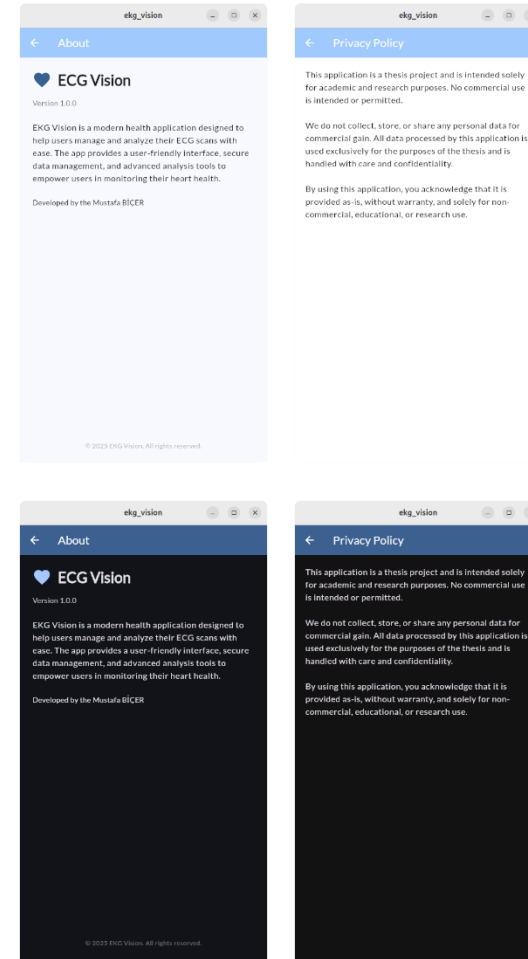 ekg_vision
About
ECG Vision
Version 1.0.0
EKG Vision is a modern health application designed to
help users manage and analyze their ECG scans with
ease. The app provides a user-friendly interface, secure
data management, and advanced analysis tools to
empower users in monitoring their heart health.
Developed by the Mustafa BİÇER
© 2025 EKG Vision. All rights reserved.
ekg_vision
Privacy Policy
This application is a thesis project and is intended solely
for academic and research purposes. No commercial use
is intended or permitted.
We do not collect, store, or share any personal data for
commercial gain. All data processed by this application is
used exclusively for the purposes of the thesis and is
handled with care and confidentiality.
By using this application, you acknowledge that it is
provided as-is, without warranty, and solely for non-
commercial, educational, or research use.
ekg_vision
About
ECG Vision
Version 1.0.0
EKG Vision is a modern health application designed to
help users manage and analyze their ECG scans with
ease. The app provides a user-friendly interface, secure
data management, and advanced analysis tools to
empower users in monitoring their heart health.
Developed by the Mustafa BİÇER
© 2025 EKG Vision. All rights reserved.
ekg_vision
Privacy Policy
This application is a thesis project and is intended solely
for academic and research purposes. No commercial use
is intended or permitted.
We do not collect, store, or share any personal data for
commercial gain. All data processed by this application is
used exclusively for the purposes of the thesis and is
handled with care and confidentiality.
By using this application, you acknowledge that it is
provided as-is, without warranty, and solely for non-
commercial, educational, or research use.